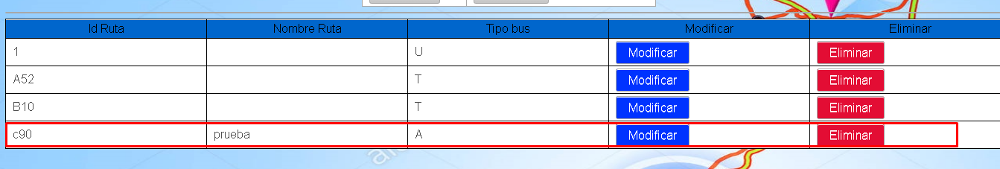 Id Ruta Nombre Ruta Tipo bus Modificar Eliminar
1 U Modificar Eliminar
A52 T Modificar Eliminar
B10 T Modificar Eliminar
c90 prueba A Modificar Eliminar